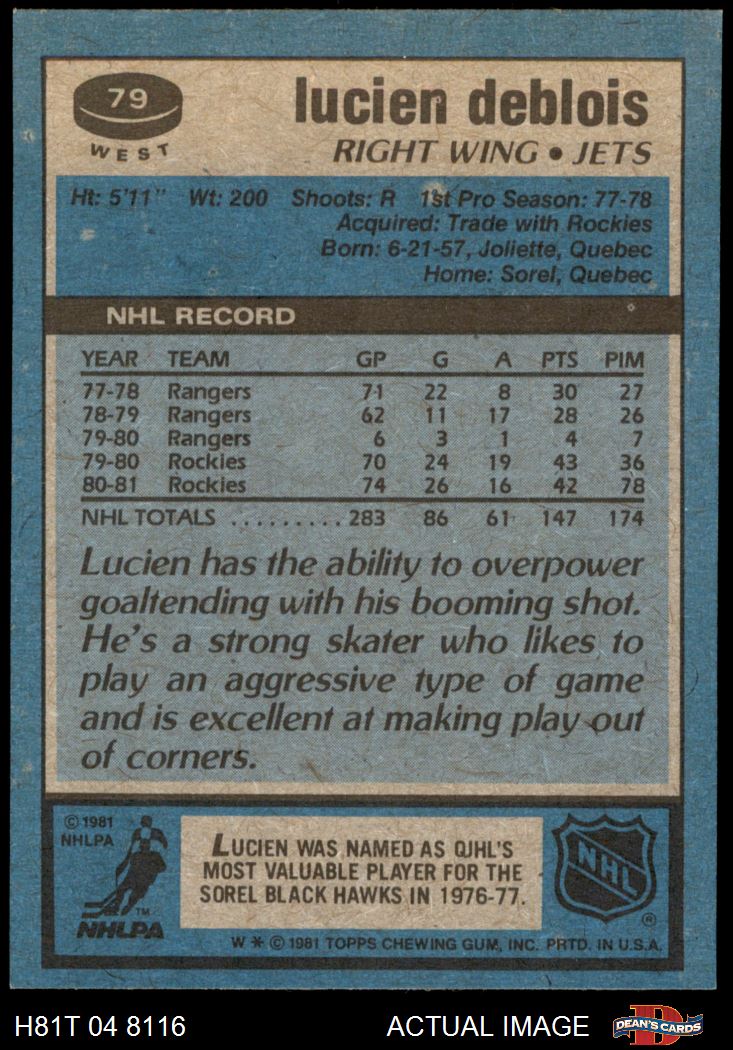 79
WEST
lucien deblois
RIGHT WING • JETS
Ht: 5'11" Wt: 200 Shoots: R 1st Pro Season: 77-78
Acquired: Trade with Rockies
Born: 6-21-57, Joliette, Quebec
Home: Sorel, Quebec
NHL RECORD
YEAR TEAM GP G A PTS PIM
77-78 Rangers 71 22 8 30 27
78-79 Rangers 62 11 17 28 26
79-80 Rangers 6 3 1 4 7
79-80 Rockies 70 24 19 43 36
80-81 Rockies 74 26 16 42 78
NHL TOTALS ......... 283 86 61 147 174
Lucien has the ability to overpower
goaltending with his booming shot.
He's a strong skater who likes to
play an aggressive type of game
and is excellent at making play out
of corners.
© 1981
NHLPA
TM
NHLPA
LUCIEN WAS NAMED AS QJHL'S
MOST VALUABLE PLAYER FOR THE
SOREL BLACK HAWKS IN 1976-77.
NHL
®
W * © 1981 TOPPS CHEWING GUM, INC. PRTD. IN U.S.A.
H81T 04 8116 ACTUAL IMAGE
D
DEAN'S CARDS